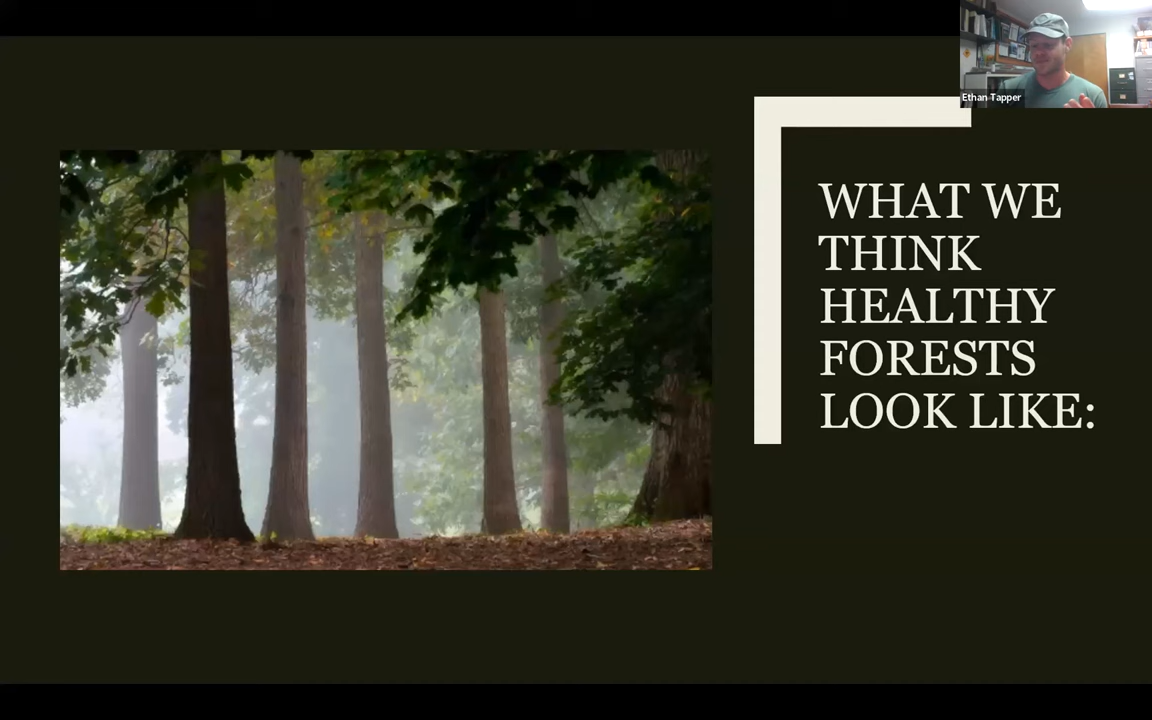 Ethan Tapper
WHAT WE
THINK
HEALTHY
FORESTS
LOOK LIKE: